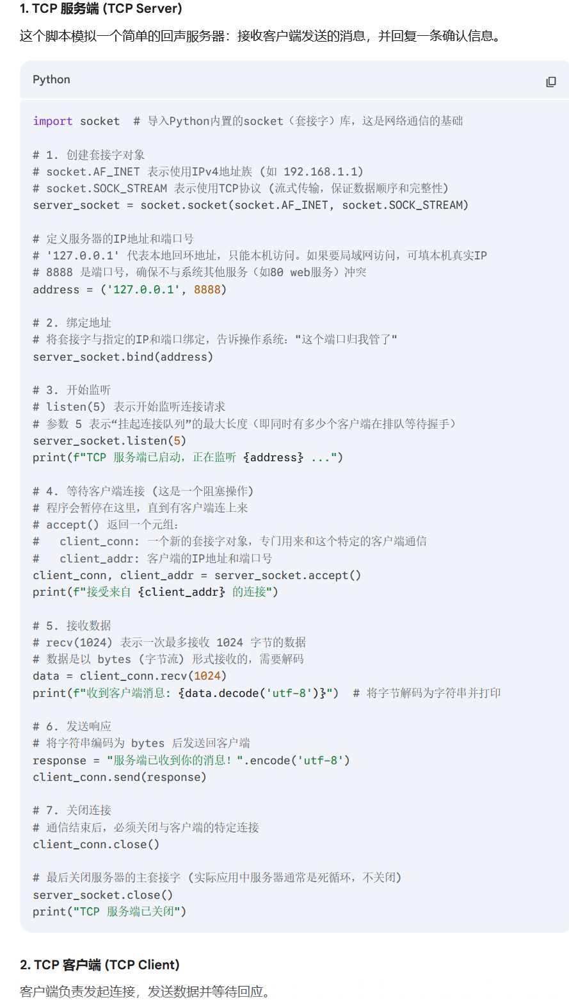 1. TCP 服务端 (TCP Server)
这个脚本模拟一个简单的回声服务器：接收客户端发送的消息，并回复一条确认信息。
Python
import socket  # 导入Python内置的socket（套接字）库，这是网络通信的基础
# 1. 创建套接字对象
# socket.AF_INET 表示使用IPv4地址族 (如 192.168.1.1)
# socket.SOCK_STREAM 表示使用TCP协议 (流式传输，保证数据顺序和完整性)
server_socket = socket.socket(socket.AF_INET, socket.SOCK_STREAM)
# 定义服务器的IP地址和端口号
# '127.0.0.1' 代表本地回环地址，只能本机访问。如果要局域网访问，可填本机真实IP
# 8888 是端口号，确保不与系统其他服务（如80 web服务）冲突
address = ('127.0.0.1', 8888)
# 2. 绑定地址
# 将套接字与指定的IP和端口绑定，告诉操作系统："这个端口归我管了"
server_socket.bind(address)
# 3. 开始监听
# listen(5) 表示开始监听连接请求
# 参数 5 表示“挂起连接队列”的最大长度（即同时有多少个客户端在排队等待握手）
server_socket.listen(5)
print(f"TCP 服务端已启动，正在监听 {address} ...")
# 4. 等待客户端连接 (这是一个阻塞操作)
# 程序会暂停在这里，直到有客户端连上来
# accept() 返回一个元组：
#   client_conn: 一个新的套接字对象，专门用来和这个特定的客户端通信
#   client_addr: 客户端的IP地址和端口号
client_conn, client_addr = server_socket.accept()
print(f"接受来自 {client_addr} 的连接")
# 5. 接收数据
# recv(1024) 表示一次最多接收 1024 字节的数据
# 数据是以 bytes (字节流) 形式接收的，需要解码
data = client_conn.recv(1024)
print(f"收到客户端消息: {data.decode('utf-8')}")  # 将字节解码为字符串并打印
# 6. 发送响应
# 将字符串编码为 bytes 后发送回客户端
response = "服务端已收到你的消息！".encode('utf-8')
client_conn.send(response)
# 7. 关闭连接
# 通信结束后，必须关闭与客户端的特定连接
client_conn.close()
# 最后关闭服务器的主套接字 (实际应用中服务器通常是死循环，不关闭)
server_socket.close()
print("TCP 服务端已关闭")
2. TCP 客户端 (TCP Client)
客户端负责发起连接，发送数据并等待回应。